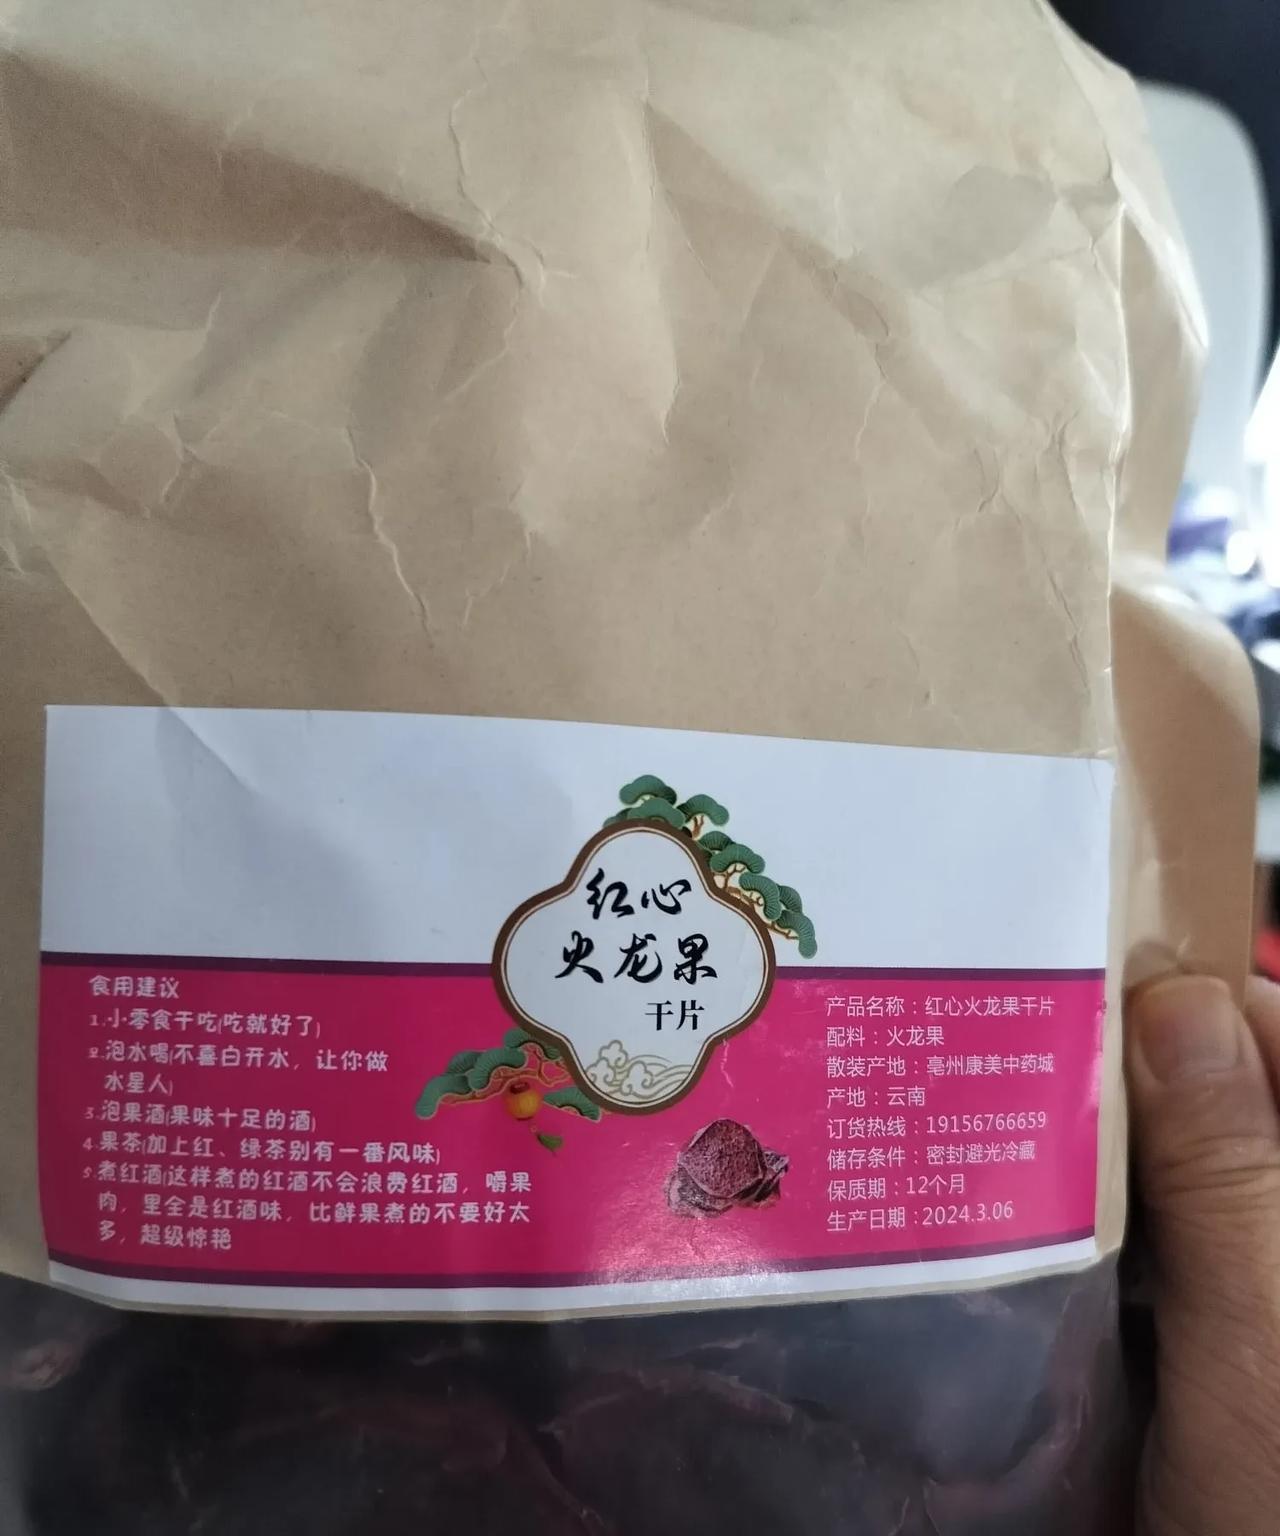 红心
火龙果
干片
食用建议
1.小零食干吃(吃就好了)
2.泡水喝(不喜白开水，让你做
水星人)
3.泡果酒(果味十足的酒)
4.果茶(加上红、绿茶别有一番风味)
5.煮红酒(这样煮的红酒不会浪费红酒，嚼果
肉，里全是红酒味，比鲜果煮的不要好太
多，超级惊艳
产品名称：红心火龙果干片
配料：火龙果
散装产地：亳州康美中药城
产地：云南
订货热线：19156766659
储存条件：密封避光冷藏
保质期：12个月
生产日期：2024.3.06